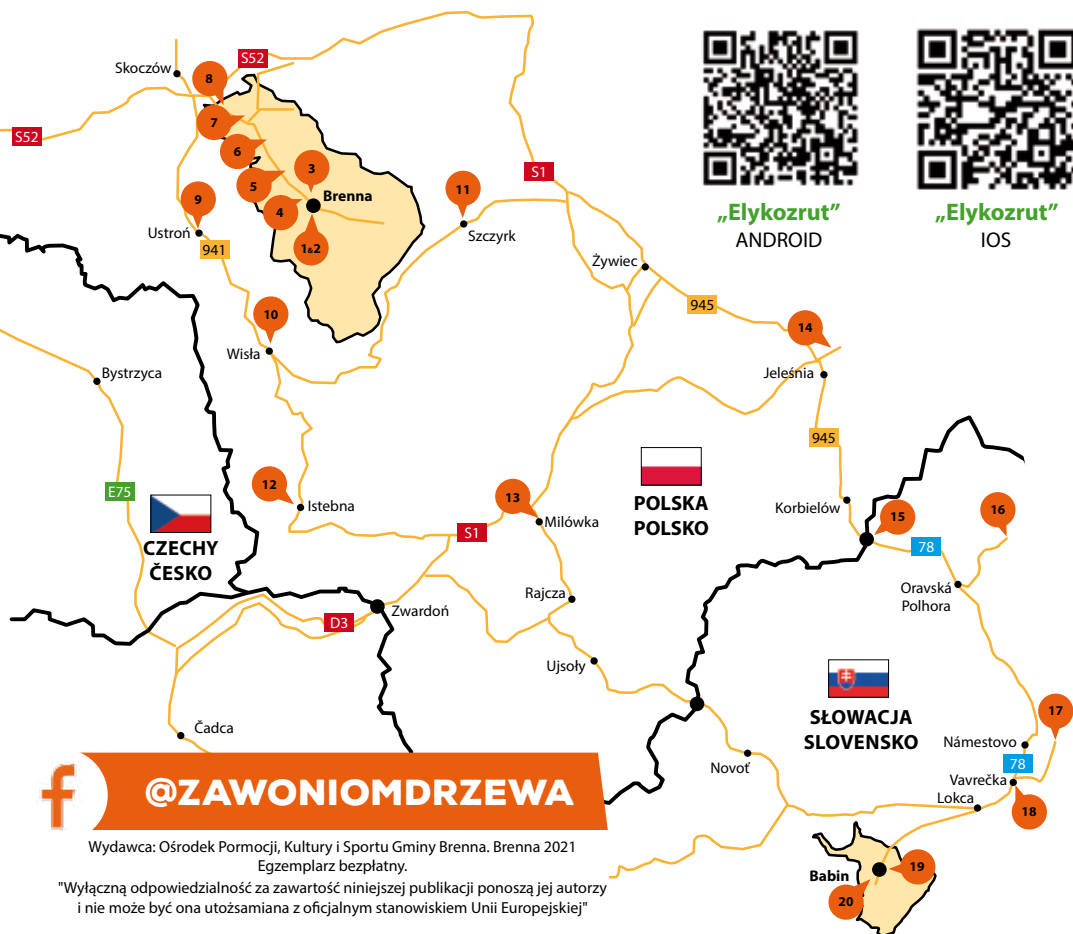 S52
Skoczów
8
7
S52
6
3
S1
5
Brenna
11
9
4
Ustroń
Szczyrk
941
1&2
„Elykozrut”
ANDROID
„Elykozrut”
IOS
Żywiec
945
10
14
Wisła
Jeleśnia
Bystrzyca
945
POLSKA
POLSKO
12
E75
13
Istebna
Milówka
Korbielów
15
16
S1
78
CZECHY
ČESKO
Oravská
Polhora
Rajcza
Zwardoń
D3
Ujsoły
SŁOWACJA
SLOVENSKO
17
Čadca
Námestovo
Novoť
78
Vavrečka
Lokca
18
@ZAWONIOMDRZEWA
Wydawca: Ośrodek Pormocji, Kultury i Sportu Gminy Brenna. Brenna 2021
Egzemplarz bezpłatny.
"Wyłączną odpowiedzialność za zawartość niniejszej publikacji ponoszą jej autorzy
i nie może być ona utożsamiana z oficjalnym stanowiskiem Unii Europejskiej"
Babin
19
20